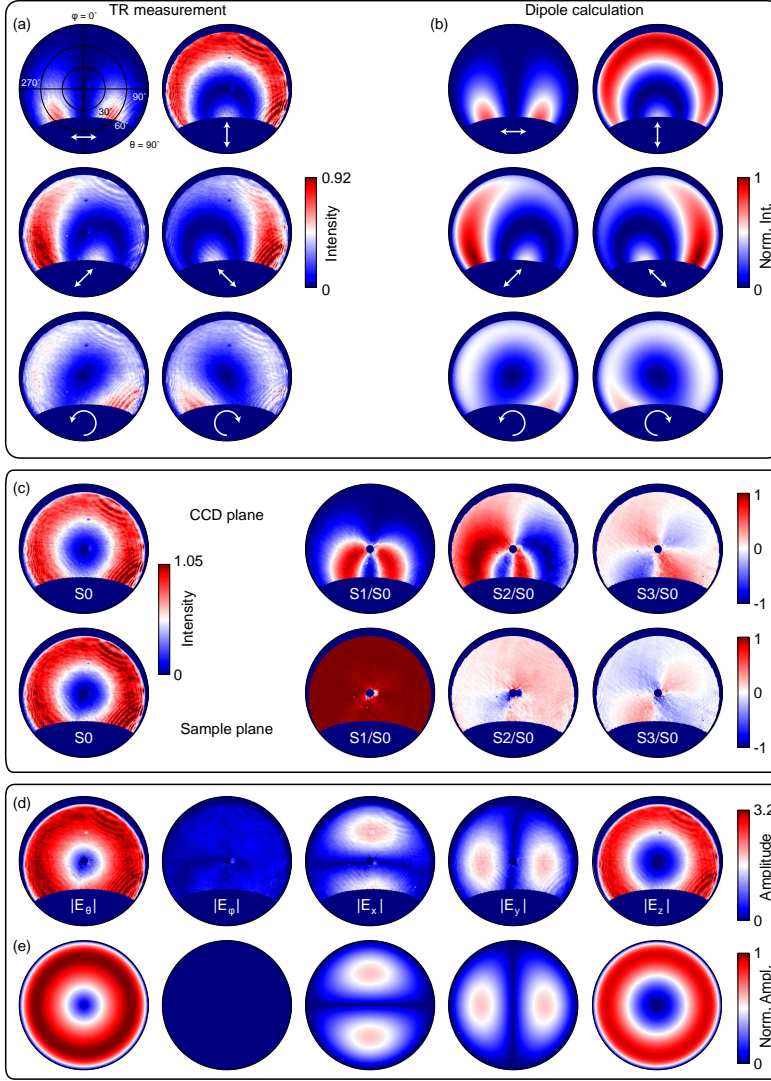 TR measurement
Dipole calculation
(a)
φ = 0°
(b)
270°
90°
30°
60°
θ = 90°
0.92
Intensity
0
1
Norm. Int.
0
(c)
CCD plane
1.05
Intensity
0
S0
S1/S0
S2/S0
S3/S0
1
0
-1
Sample plane
S0
S1/S0
S2/S0
S3/S0
1
0
-1
(d)
|Eθ|
|Eφ|
|Ex|
|Ey|
|Ez|
3.2
Amplitude
0
(e)
1
Norm. Ampl.
0